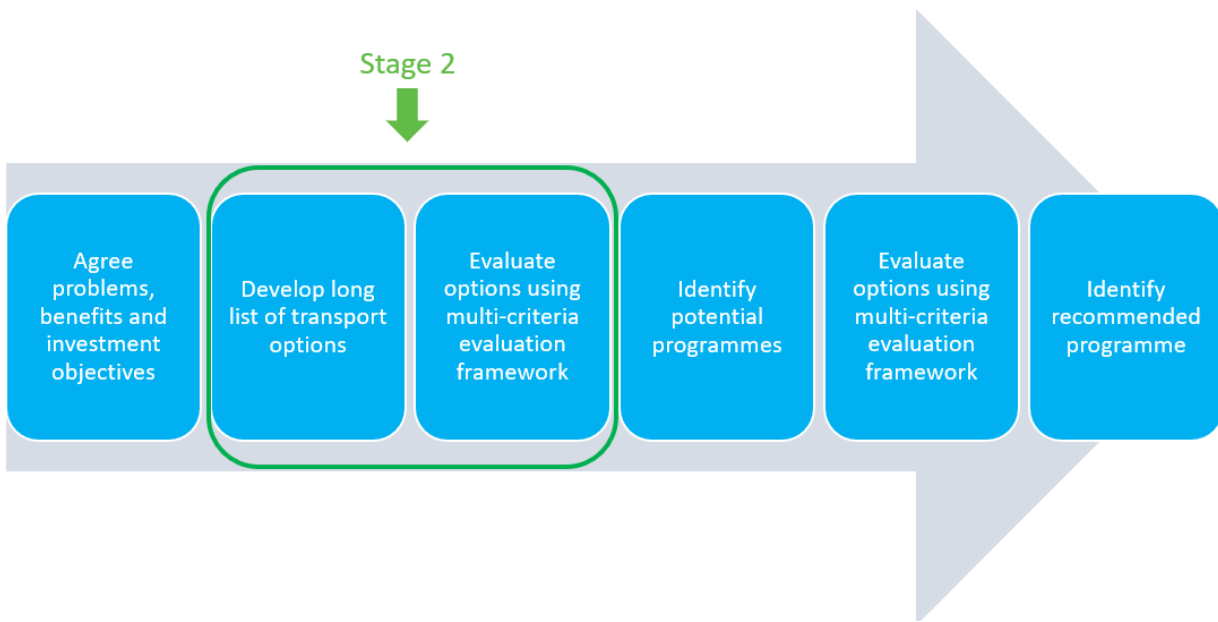 Stage 2
Agree
problems,
benefits and
investment
objectives
Develop long
list of transport
options
Evaluate
options using
multi-criteria
evaluation
framework
Identify
potential
programmes
Evaluate
options using
multi-criteria
evaluation
framework
Identify
recommended
programme